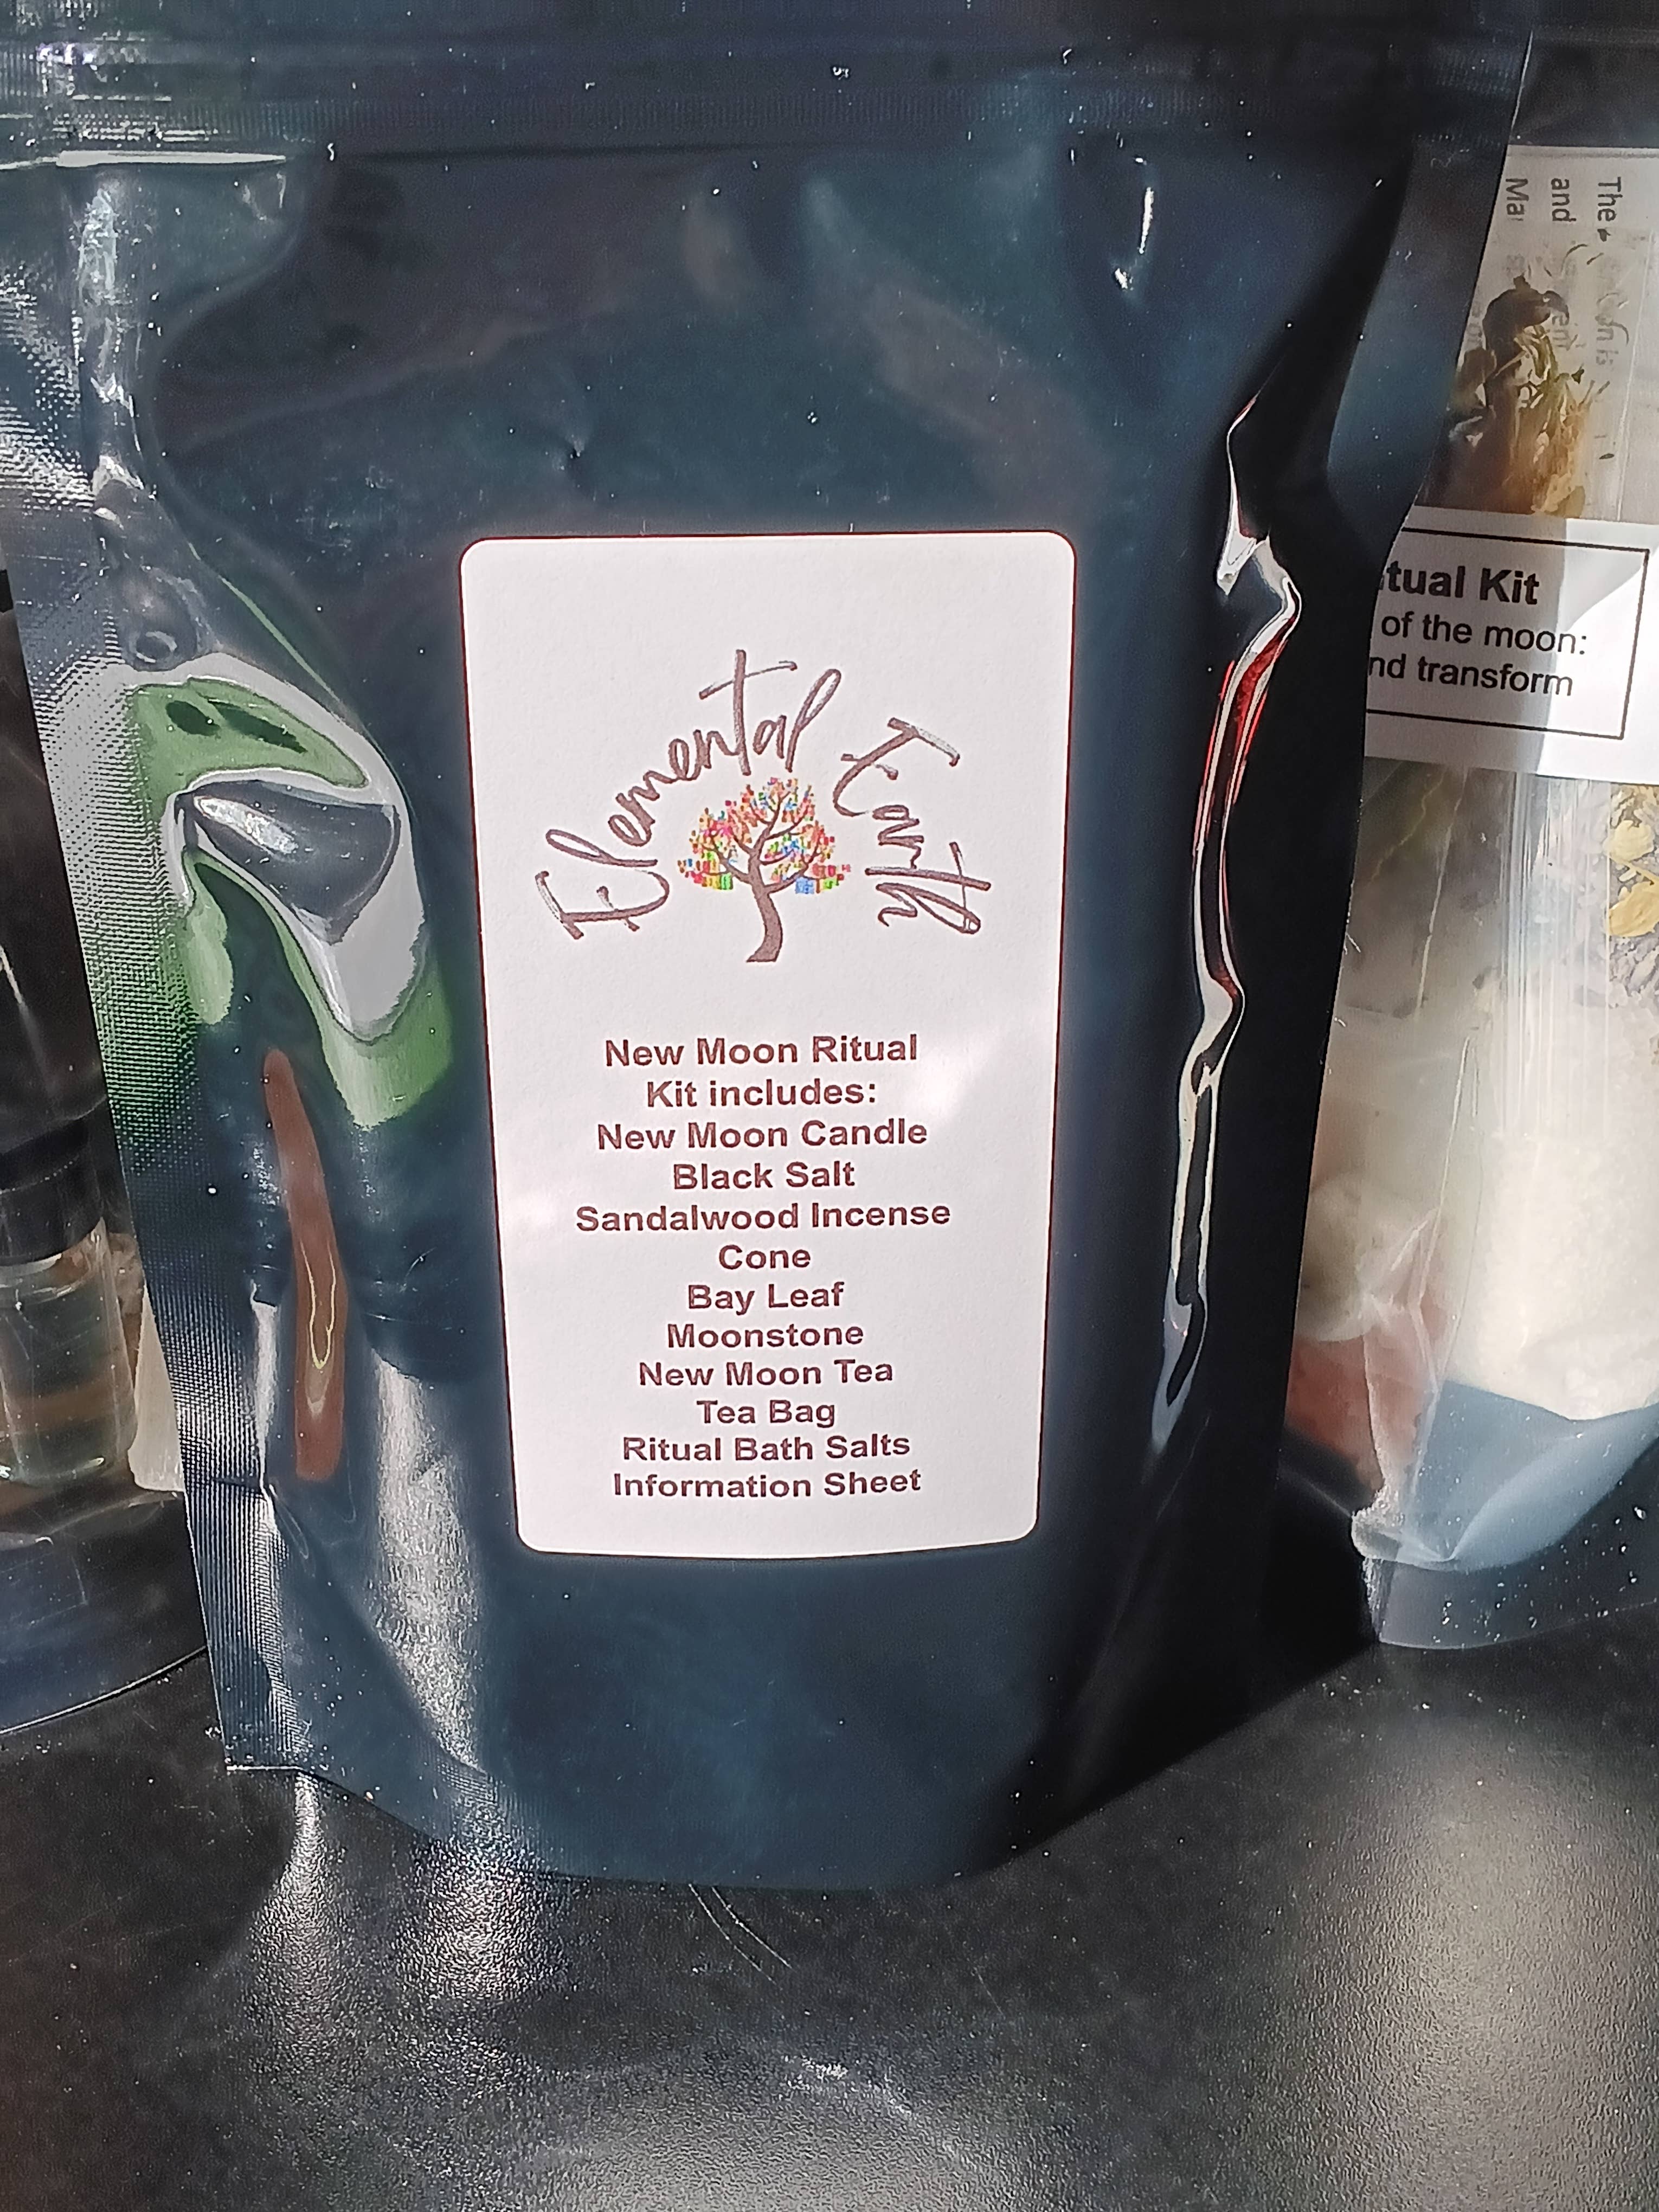 Elemental Earth
New Moon Ritual
Kit includes:
New Moon Candle
Black Salt
Sandalwood Incense
Cone
Bay Leaf
Moonstone
New Moon Tea
Tea Bag
Ritual Bath Salts
Information Sheet
The
and
tual Kit
of the moon:
nd transform